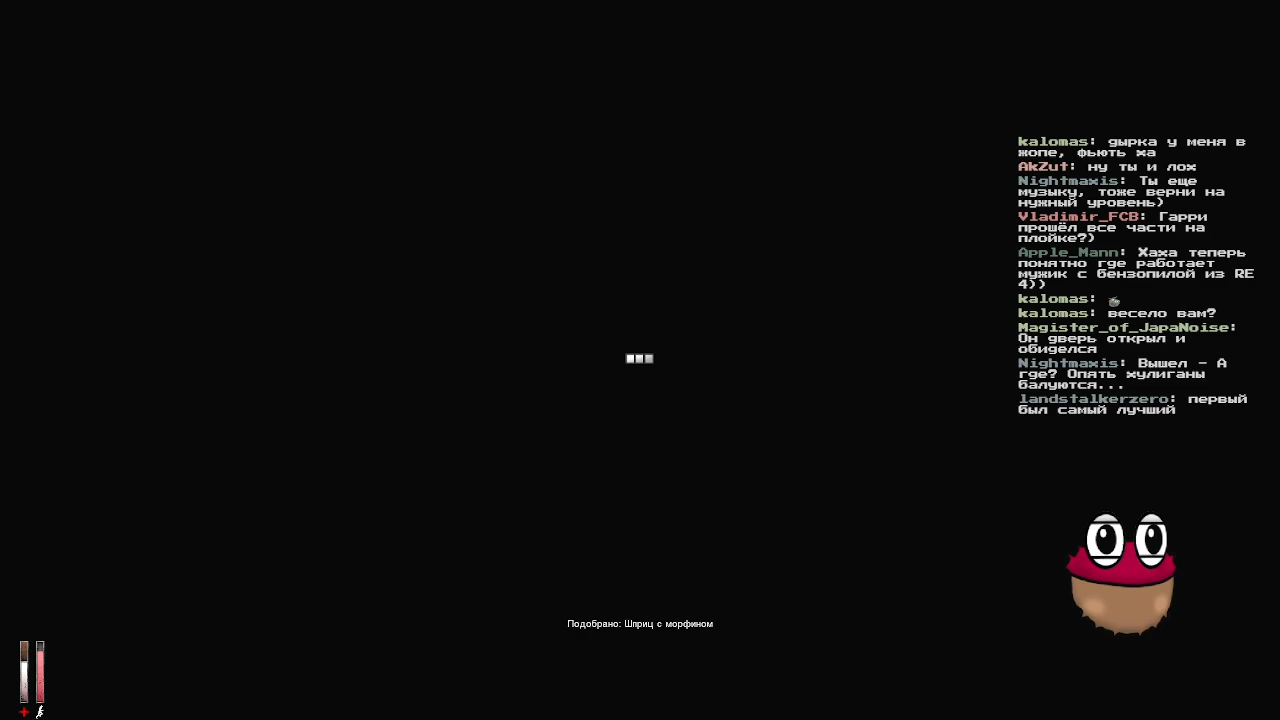 kalomas: дырка у меня в
жопе, фьють ха
AkZut: ну ты и лох
Nightmaxis: Ты еще
музыку, тоже верни на
нужный уровень)
Vladimir_FCB: Гарри
прошёл все части на
плойке?)
Apple_Mann: Хаха теперь
понятно где работает
мужик с бензопилой из RE
4))
kalomas:
kalomas: весело вам?
Magister_of_JapaNoise:
Он дверь открыл и
обиделся
Nightmaxis: Вышел - А
где? Опять хулиганы
балуются...
landstalkerzero: первый
был самый лучший
Подобрано: Шприц с морфином